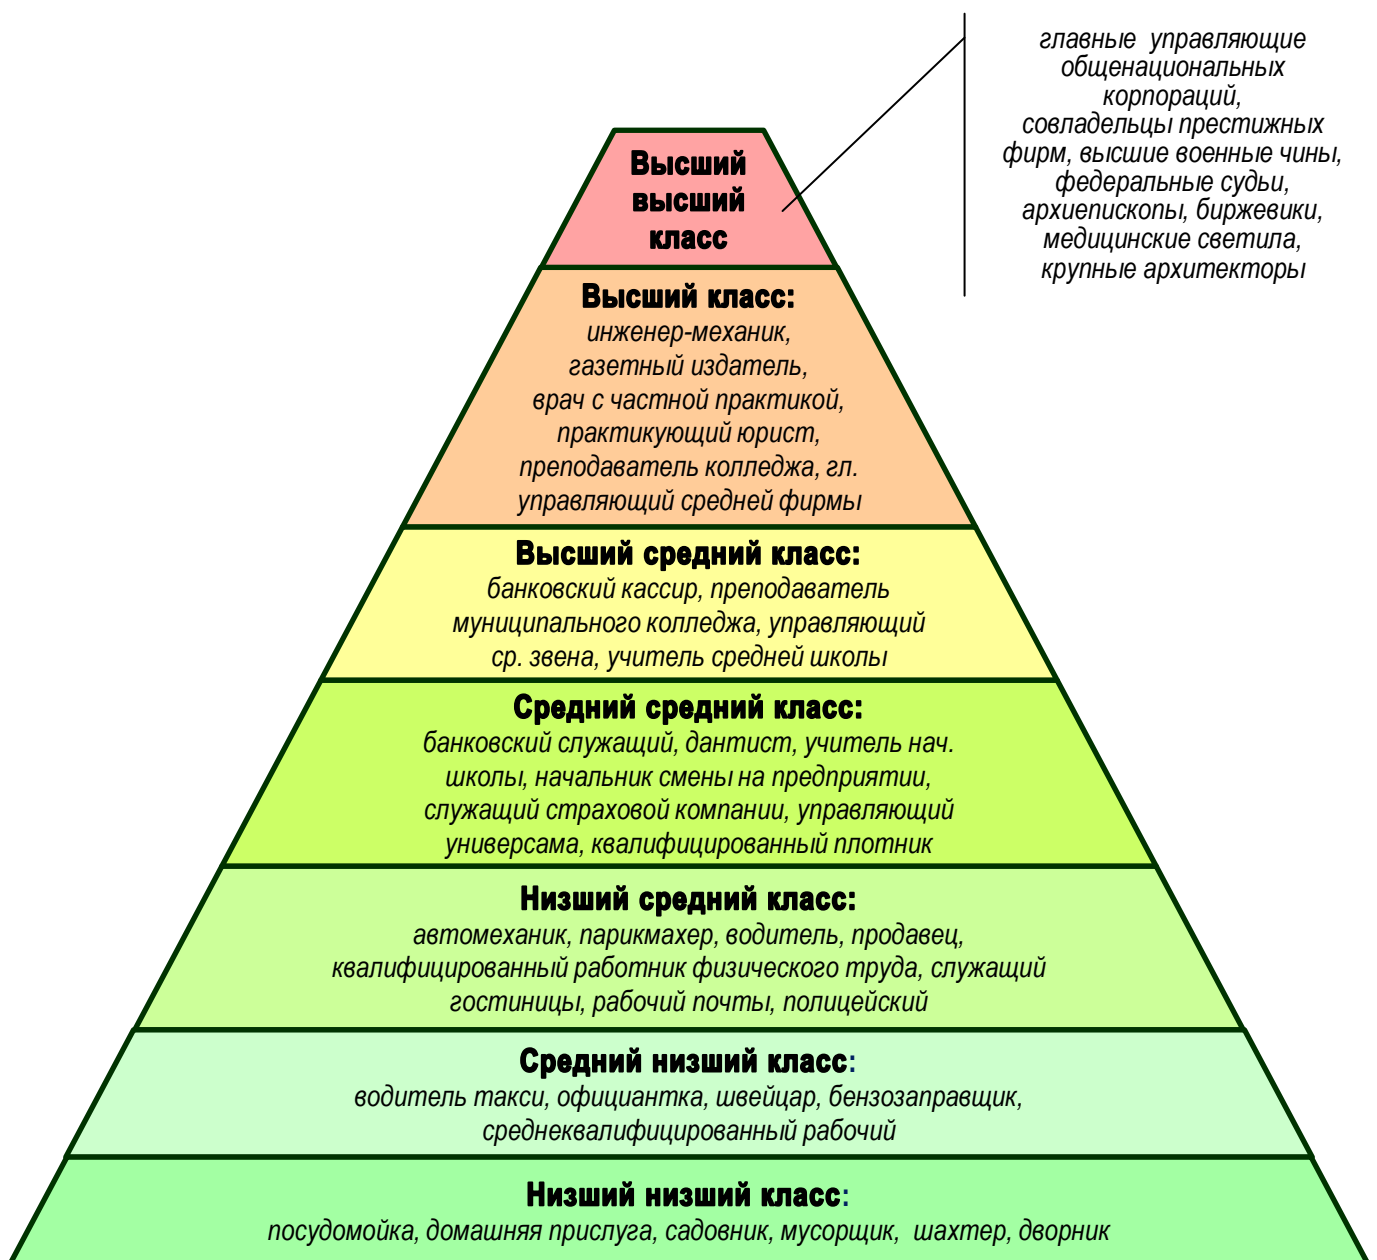 главные управляющие
общенациональных
корпораций,
совладельцы престижных
фирм, высшие военные чины,
федеральные судьи,
архиепископы, биржевики,
медицинские светила,
крупные архитекторы
Высший
высший
класс
Высший класс:
инженер-механик,
газетный издатель,
врач с частной практикой,
практикующий юрист,
преподаватель колледжа, гл.
управляющий средней фирмы
Высший средний класс:
банковский кассир, преподаватель
муниципального колледжа, управляющий
ср. звена, учитель средней школы
Средний средний класс:
банковский служащий, дантист, учитель нач.
школы, начальник смены на предприятии,
служащий страховой компании, управляющий
универсама, квалифицированный плотник
Низший средний класс:
автомеханик, парикмахер, водитель, продавец,
квалифицированный работник физического труда, служащий
гостиницы, рабочий почты, полицейский
Средний низший класс:
водитель такси, официантка, швейцар, бензозаправщик,
среднеквалифицированный рабочий
Низший низший класс:
посудомойка, домашняя прислуга, садовник, мусорщик, шахтер, дворник